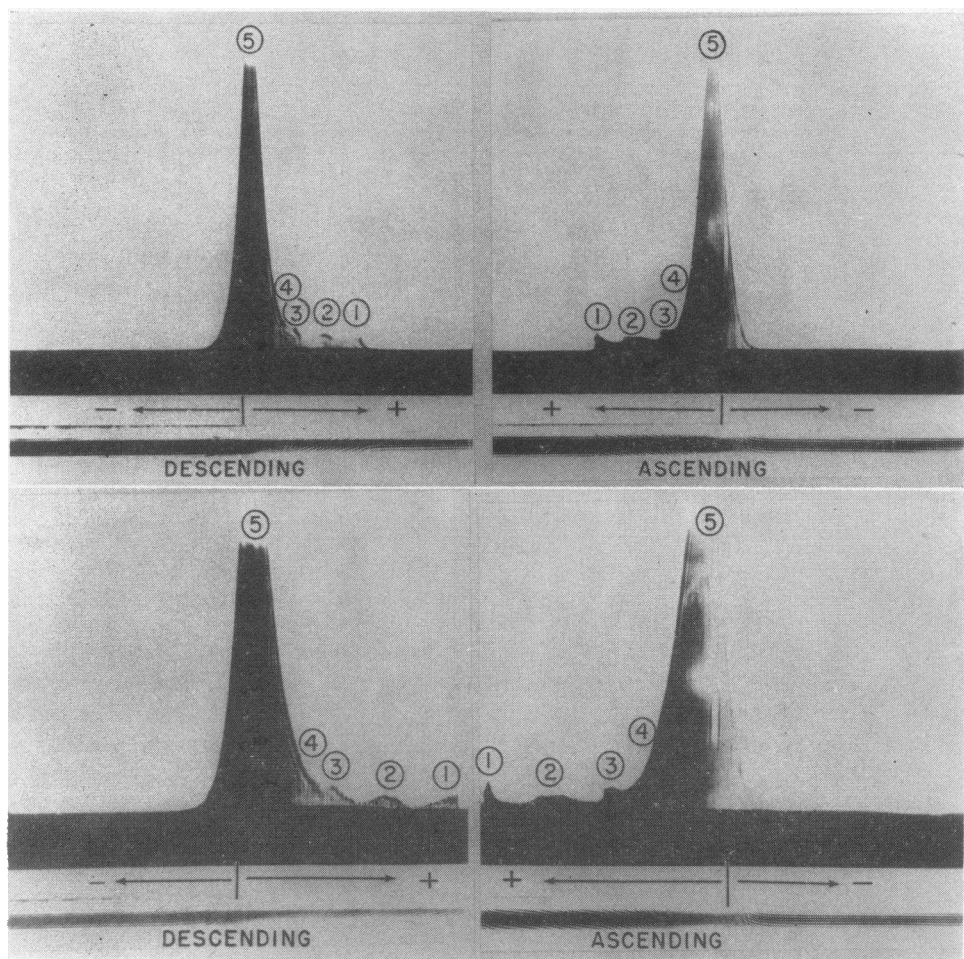 ⑤
④
③ ② ①
− +
DESCENDING
⑤
④
① ② ③
+ −
ASCENDING
⑤
④
③ ② ①
− +
DESCENDING
⑤
④
① ② ③
+ −
ASCENDING